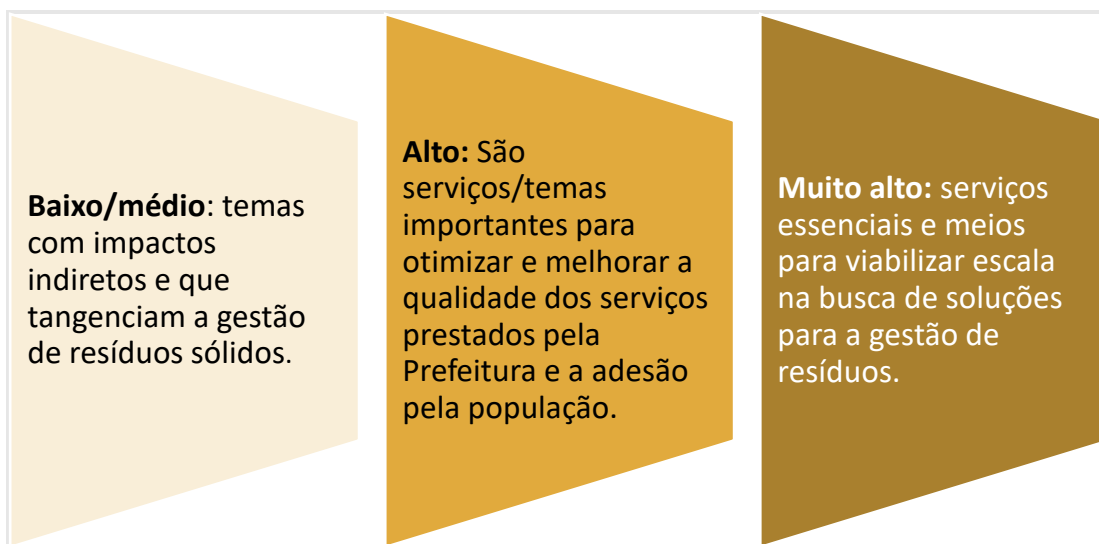 Baixo/médio: temas
com impactos
indiretos e que
tangenciam a gestão
de resíduos sólidos.
Alto: São
serviços/temas
importantes para
otimizar e melhorar a
qualidade dos serviços
prestados pela
Prefeitura e a adesão
pela população.
Muito alto: serviços
essenciais e meios
para viabilizar escala
na busca de soluções
para a gestão de
resíduos.